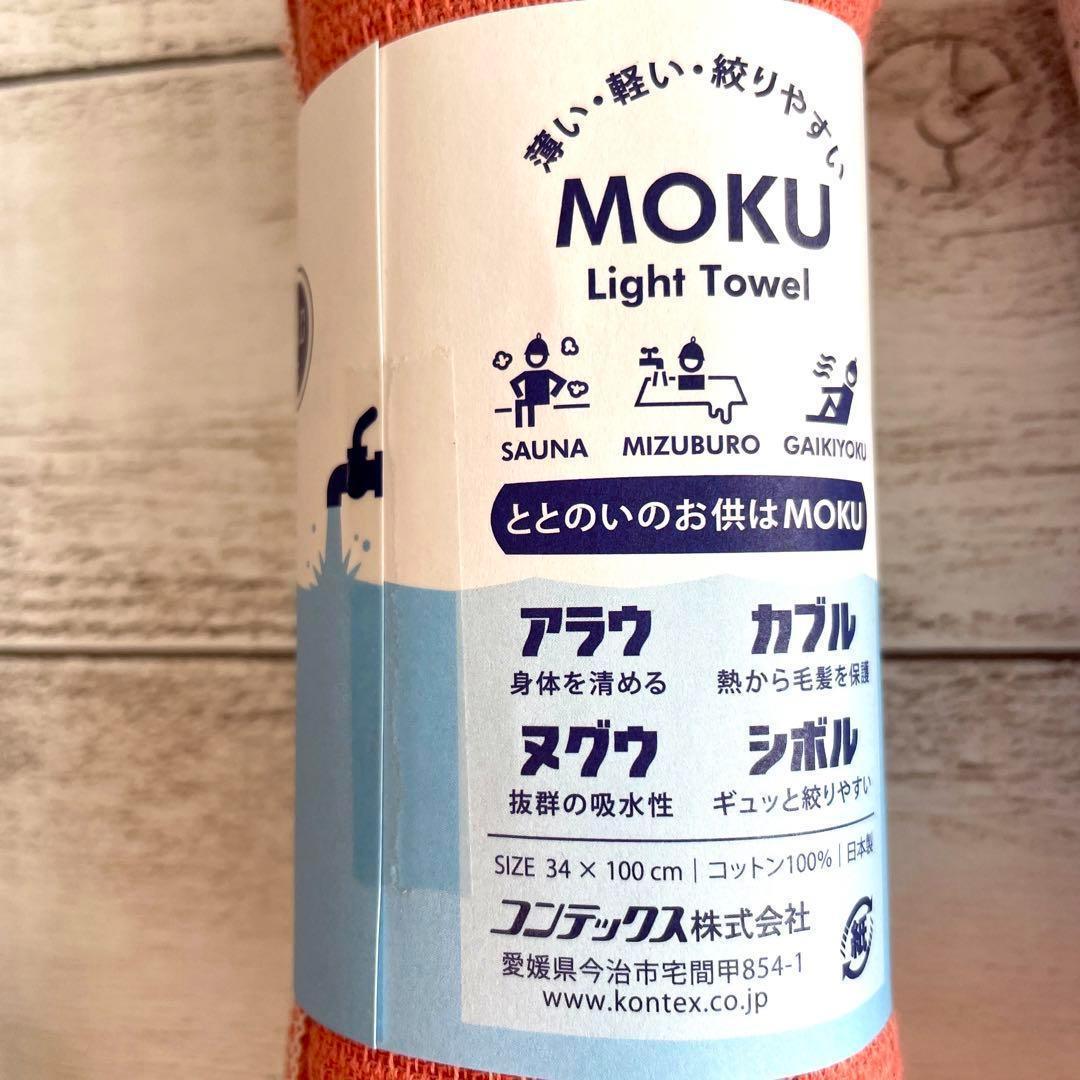 薄い・軽い・絞りやすい
MOKU
Light Towel
SAUNA MIZUBURO GAIKIYOKU
ととのいのお供はMOKU
アラウ カブル
身体を清める 熱から毛髪を保護
ヌグウ シボル
抜群の吸水性 ギュッと絞りやすい
SIZE 34 × 100 cm | コットン100% | 日本製
コンテックス株式会社
紙
愛媛県今治市宅間甲854-1
www.kontex.co.jp